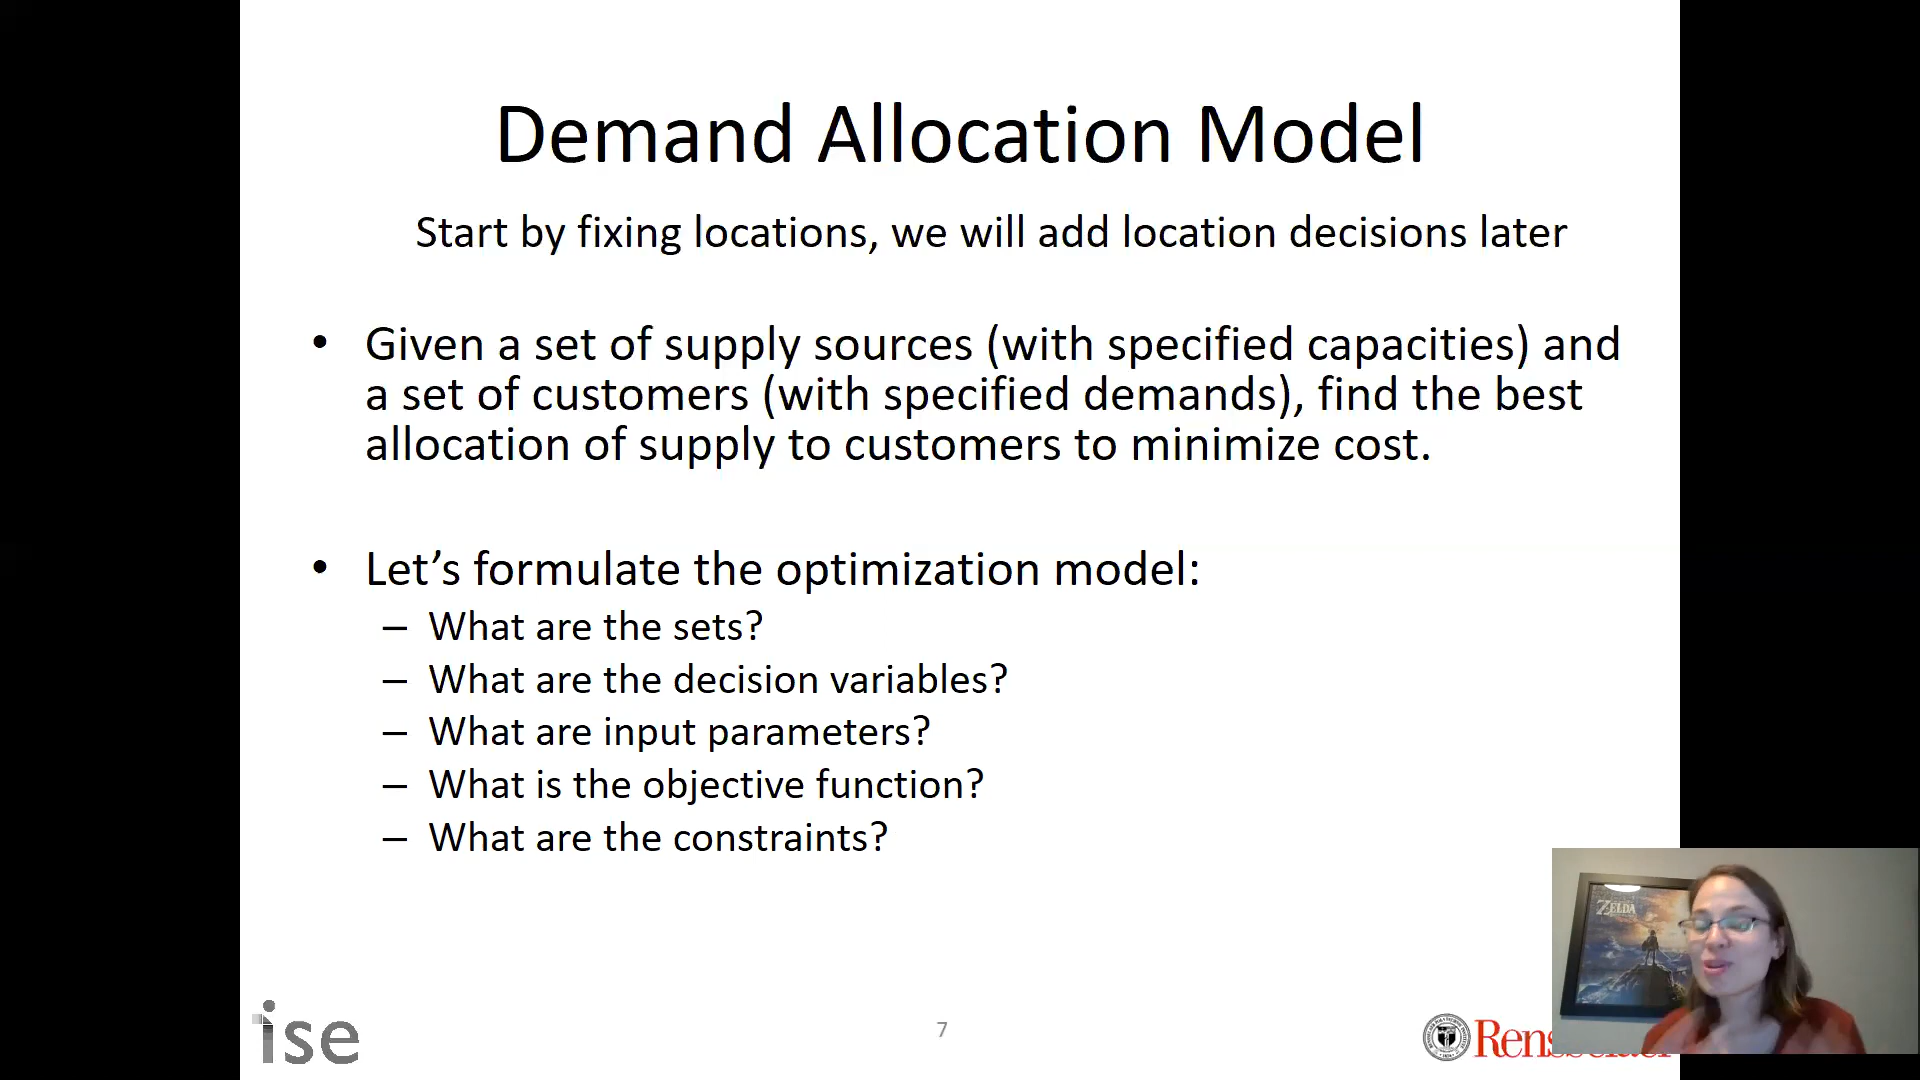 Demand Allocation Model
Start by fixing locations, we will add location decisions later
• Given a set of supply sources (with specified capacities) and
a set of customers (with specified demands), find the best
allocation of supply to customers to minimize cost.
• Let’s formulate the optimization model:
– What are the sets?
– What are the decision variables?
– What are input parameters?
– What is the objective function?
– What are the constraints?
ZELDA
ise
7